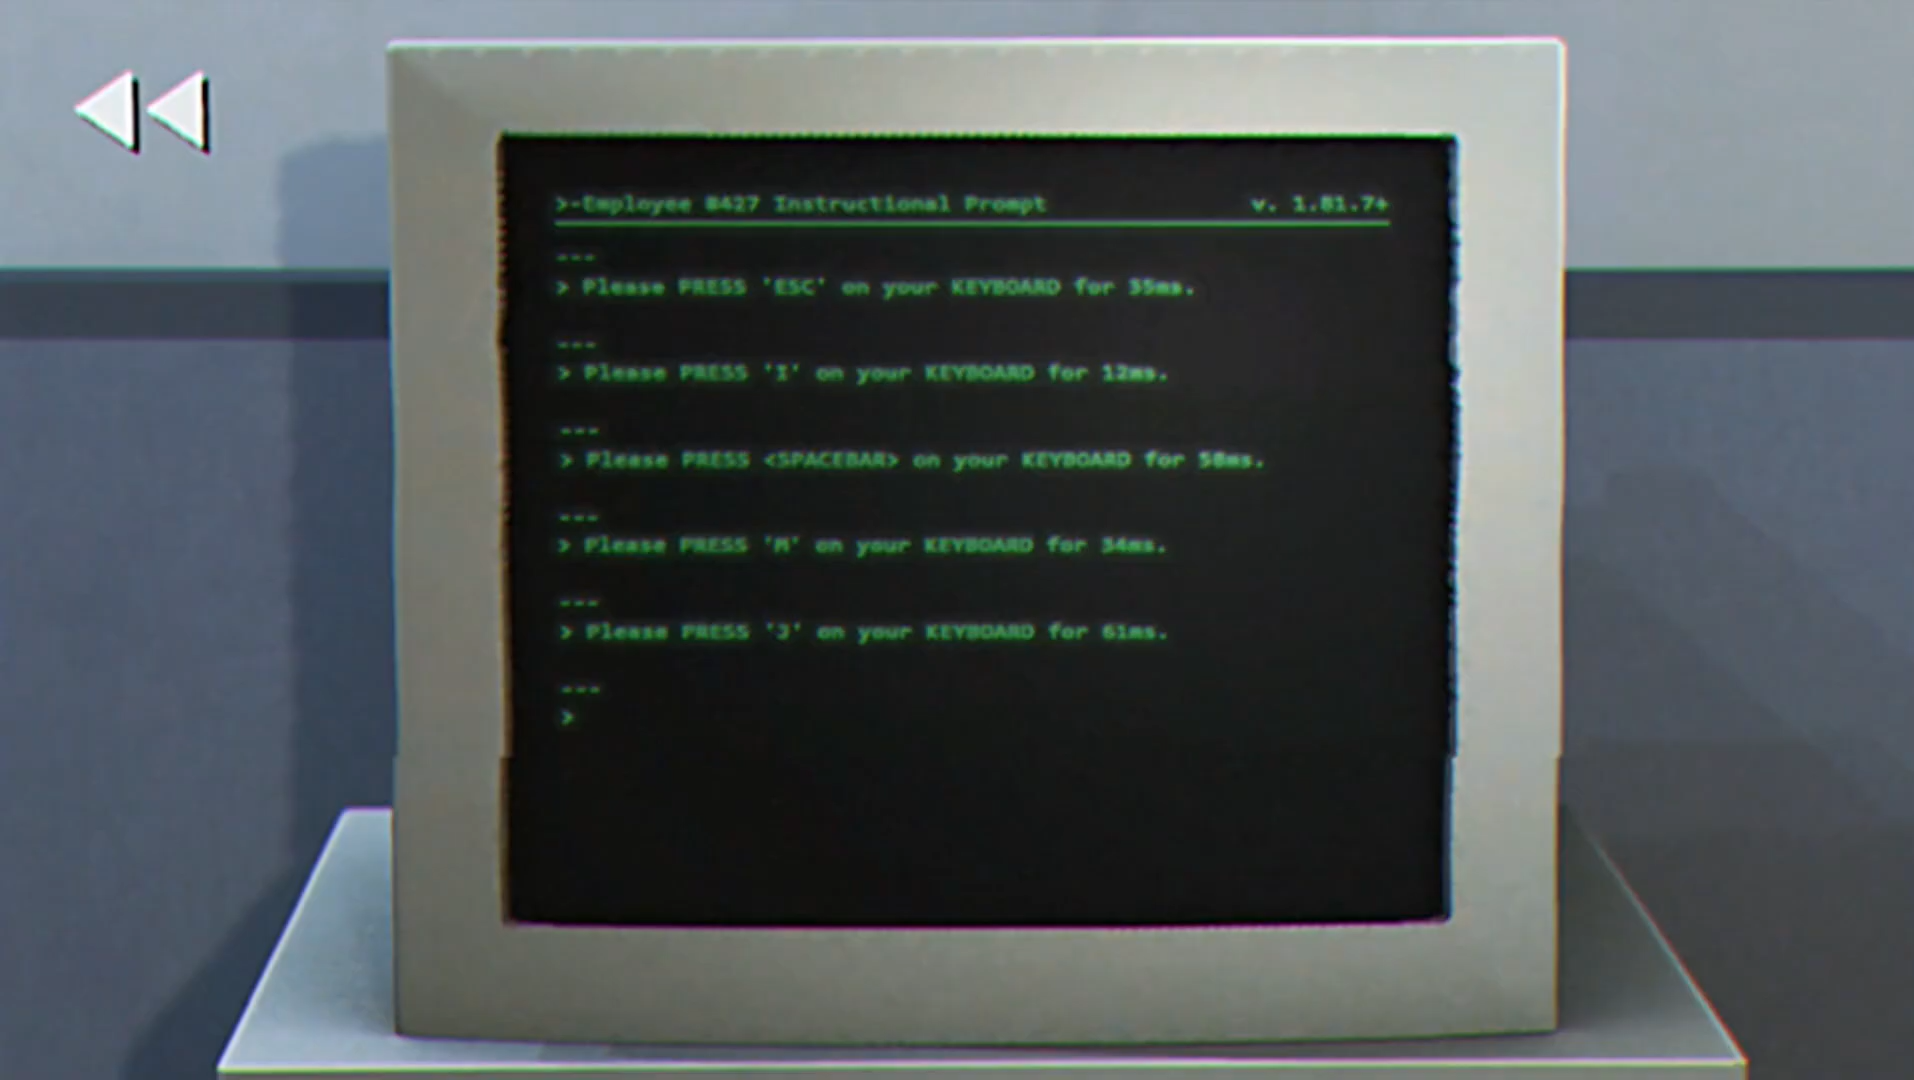 >-Employee #427 Instructional Prompt v. 1.81.7+
---
> Please PRESS 'ESC' on your KEYBOARD for 35ms.
---
> Please PRESS 'I' on your KEYBOARD for 12ms.
---
> Please PRESS <SPACEBAR> on your KEYBOARD for 58ms.
---
> Please PRESS 'M' on your KEYBOARD for 34ms.
---
> Please PRESS 'J' on your KEYBOARD for 61ms.
---
>